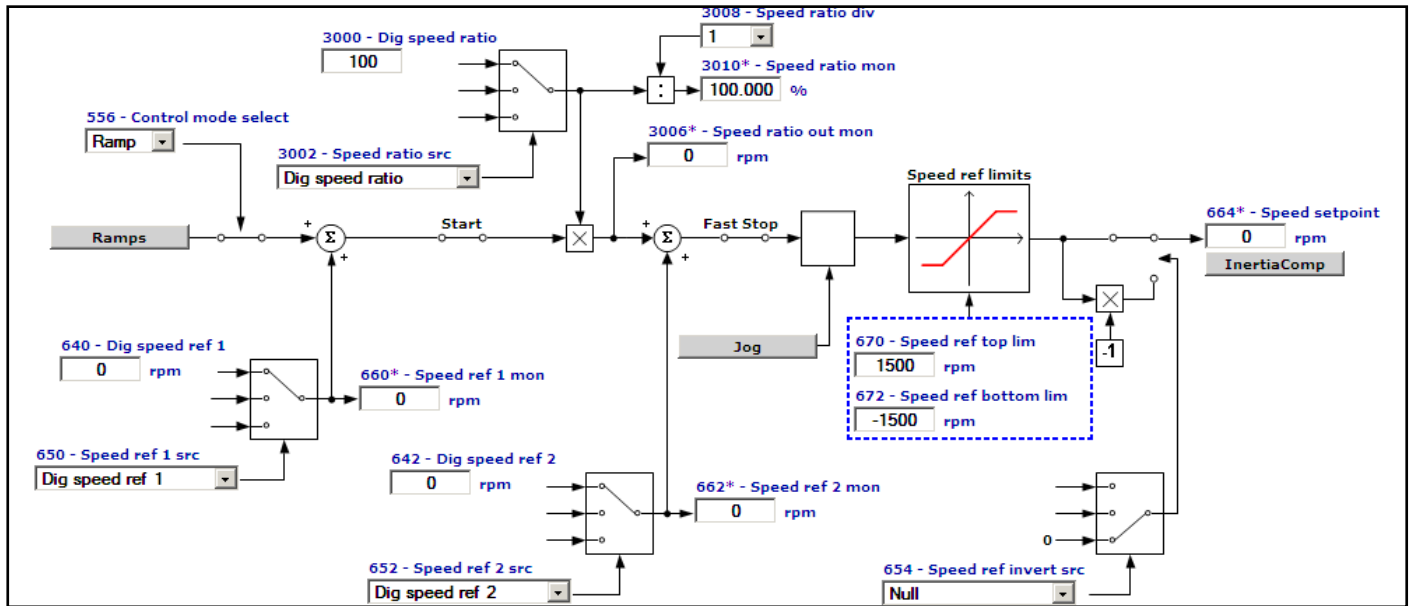 3008 - Speed ratio div
1
3000 - Dig speed ratio
100
3010* - Speed ratio mon
:
100.000 %
556 - Control mode select
Ramp
3006* - Speed ratio out mon
0 rpm
3002 - Speed ratio src
Dig speed ratio
Speed ref limits
664* - Speed setpoint
0 rpm
InertiaComp
Ramps
+
Σ
+
Start
×
+
Σ
+
Fast Stop
×
-1
Jog
640 - Dig speed ref 1
0 rpm
660* - Speed ref 1 mon
0 rpm
670 - Speed ref top lim
1500 rpm
672 - Speed ref bottom lim
-1500 rpm
650 - Speed ref 1 src
Dig speed ref 1
642 - Dig speed ref 2
0 rpm
662* - Speed ref 2 mon
0 rpm
0
652 - Speed ref 2 src
Dig speed ref 2
654 - Speed ref invert src
Null